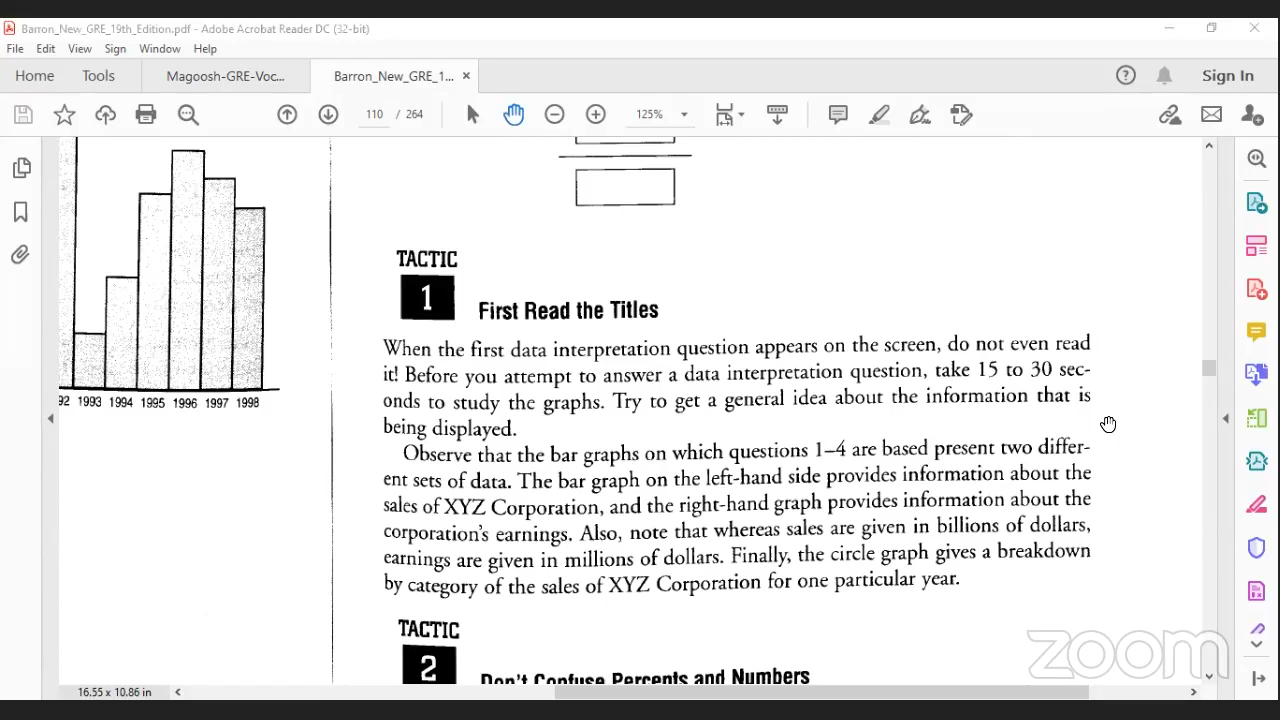 Barron_New_GRE_19th_Edition.pdf - Adobe Acrobat Reader DC (32-bit)
File Edit View Sign Window Help
Home Tools Magoosh-GRE-Voc... Barron_New_GRE_1... ×
Sign In
110 / 264 125%
TACTIC
1 First Read the Titles
When the first data interpretation question appears on the screen, do not even read
it! Before you attempt to answer a data interpretation question, take 15 to 30 sec-
onds to study the graphs. Try to get a general idea about the information that is
being displayed.
Observe that the bar graphs on which questions 1–4 are based present two differ-
ent sets of data. The bar graph on the left-hand side provides information about the
sales of XYZ Corporation, and the right-hand graph provides information about the
corporation's earnings. Also, note that whereas sales are given in billions of dollars,
earnings are given in millions of dollars. Finally, the circle graph gives a breakdown
by category of the sales of XYZ Corporation for one particular year.
TACTIC
2 Don't Confuse Percents and Numbers
92 1993 1994 1995 1996 1997 1998
16.55 x 10.86 in
zoom